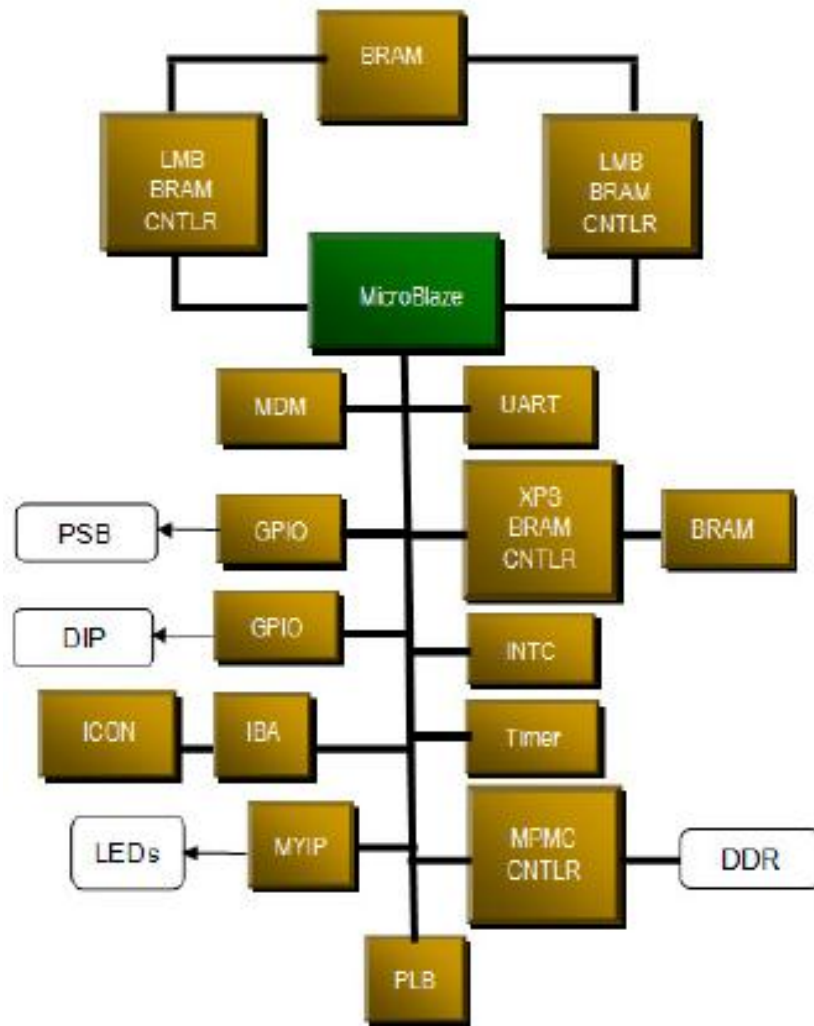 BRAM
LMB
BRAM
CNTLR
LMB
BRAM
CNTLR
MicroBlaze
MDM
UART
PSB
GPIO
XPS
BRAM
CNTLR
BRAM
DIP
GPIO
INTC
ICON
IBA
Timer
LEDs
MYIP
MPMC
CNTLR
DDR
PLB